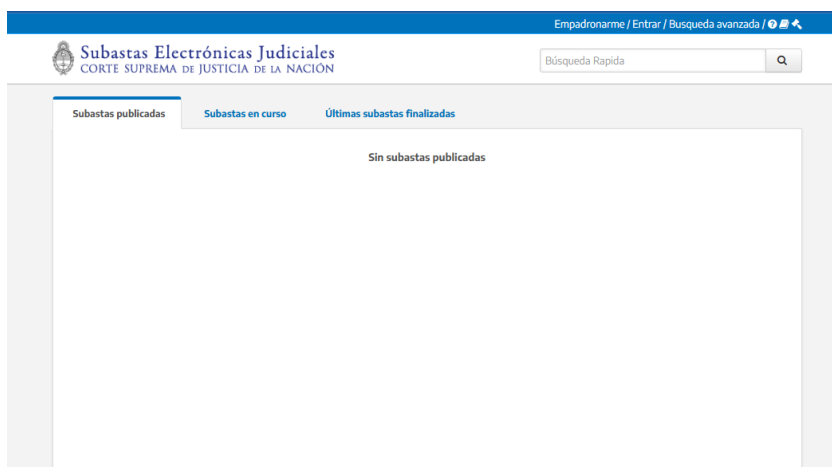 Empadronarme / Entrar / Busqueda avanzada /
Subastas Electrónicas Judiciales
CORTE SUPREMA DE JUSTICIA DE LA NACIÓN
Búsqueda Rapida
Subastas publicadas Subastas en curso Últimas subastas finalizadas
Sin subastas publicadas